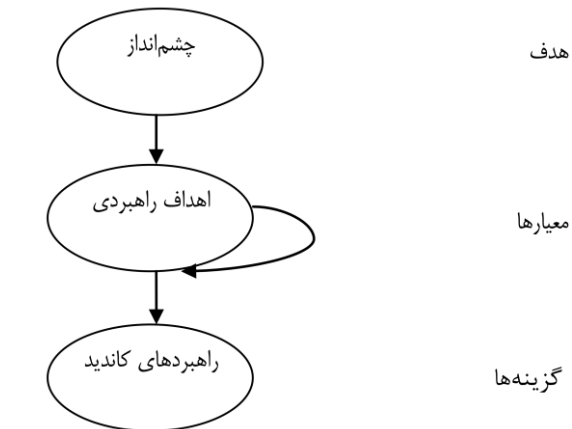 چشم‌انداز
هدف
اهداف راهبردی
معیارها
راهبردهای کاندید
گزینه‌ها